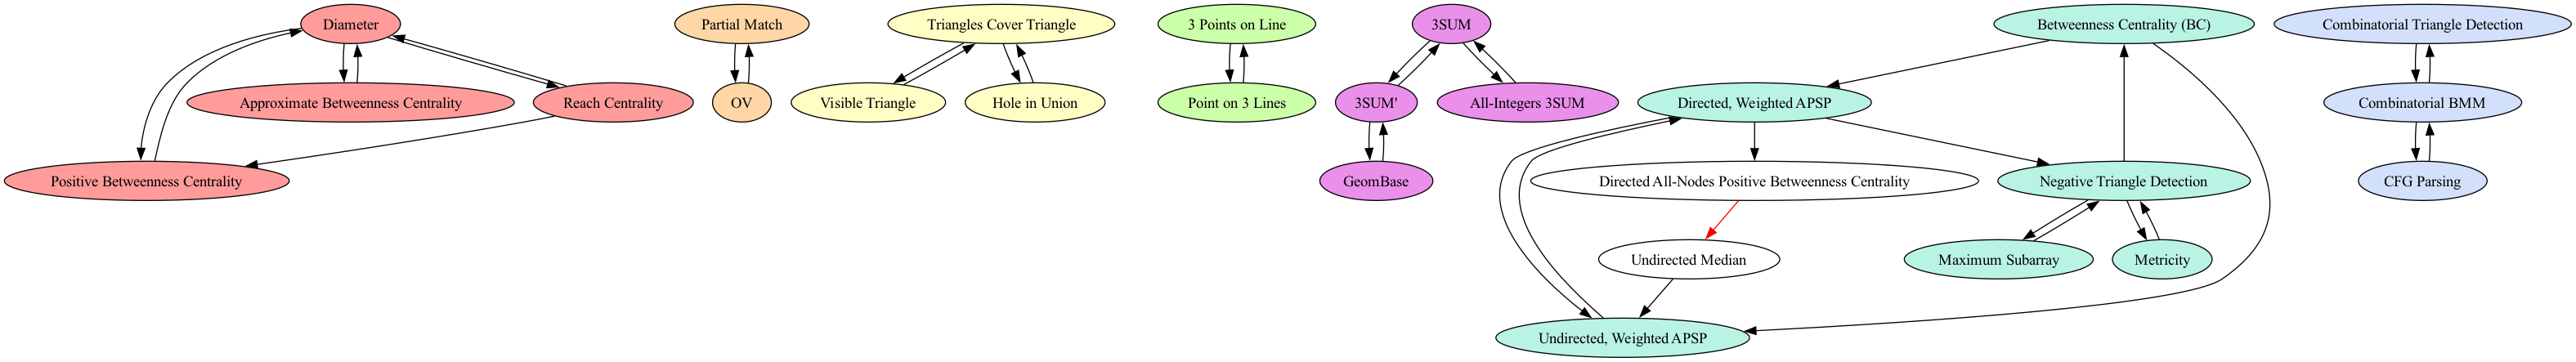 Diameter
Partial Match
Triangles Cover Triangle
3 Points on Line
3SUM
Betweenness Centrality (BC)
Combinatorial Triangle Detection
Approximate Betweenness Centrality
Reach Centrality
OV
Visible Triangle
Hole in Union
Point on 3 Lines
3SUM'
All-Integers 3SUM
Directed, Weighted APSP
Combinatorial BMM
Positive Betweenness Centrality
GeomBase
Directed All-Nodes Positive Betweenness Centrality
Negative Triangle Detection
CFG Parsing
Undirected Median
Maximum Subarray
Metricity
Undirected, Weighted APSP